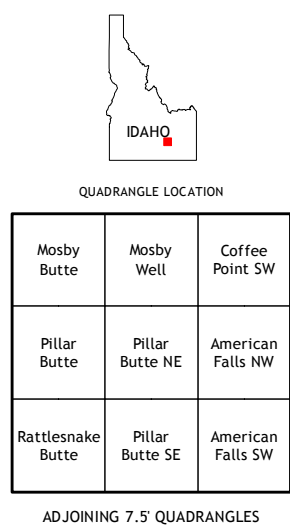 IDAHO
QUADRANGLE LOCATION
Mosby
Butte
Mosby
Well
Coffee
Point SW
Pillar
Butte
Pillar
Butte NE
American
Falls NW
Rattlesnake
Butte
Pillar
Butte SE
American
Falls SW
ADJOINING 7.5' QUADRANGLES